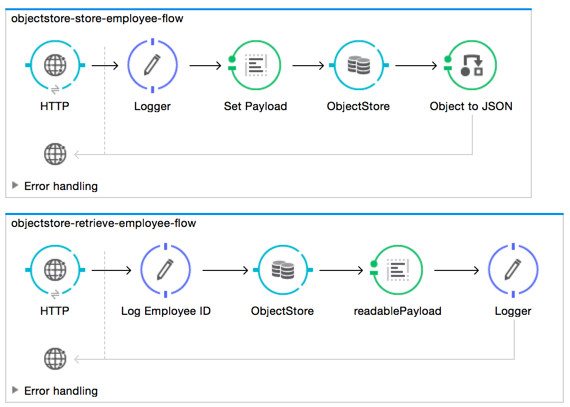 objectstore-store-employee-flow
HTTP
Logger
Set Payload
ObjectStore
Object to JSON
Error handling
objectstore-retrieve-employee-flow
HTTP
Log Employee ID
ObjectStore
readablePayload
Logger
Error handling